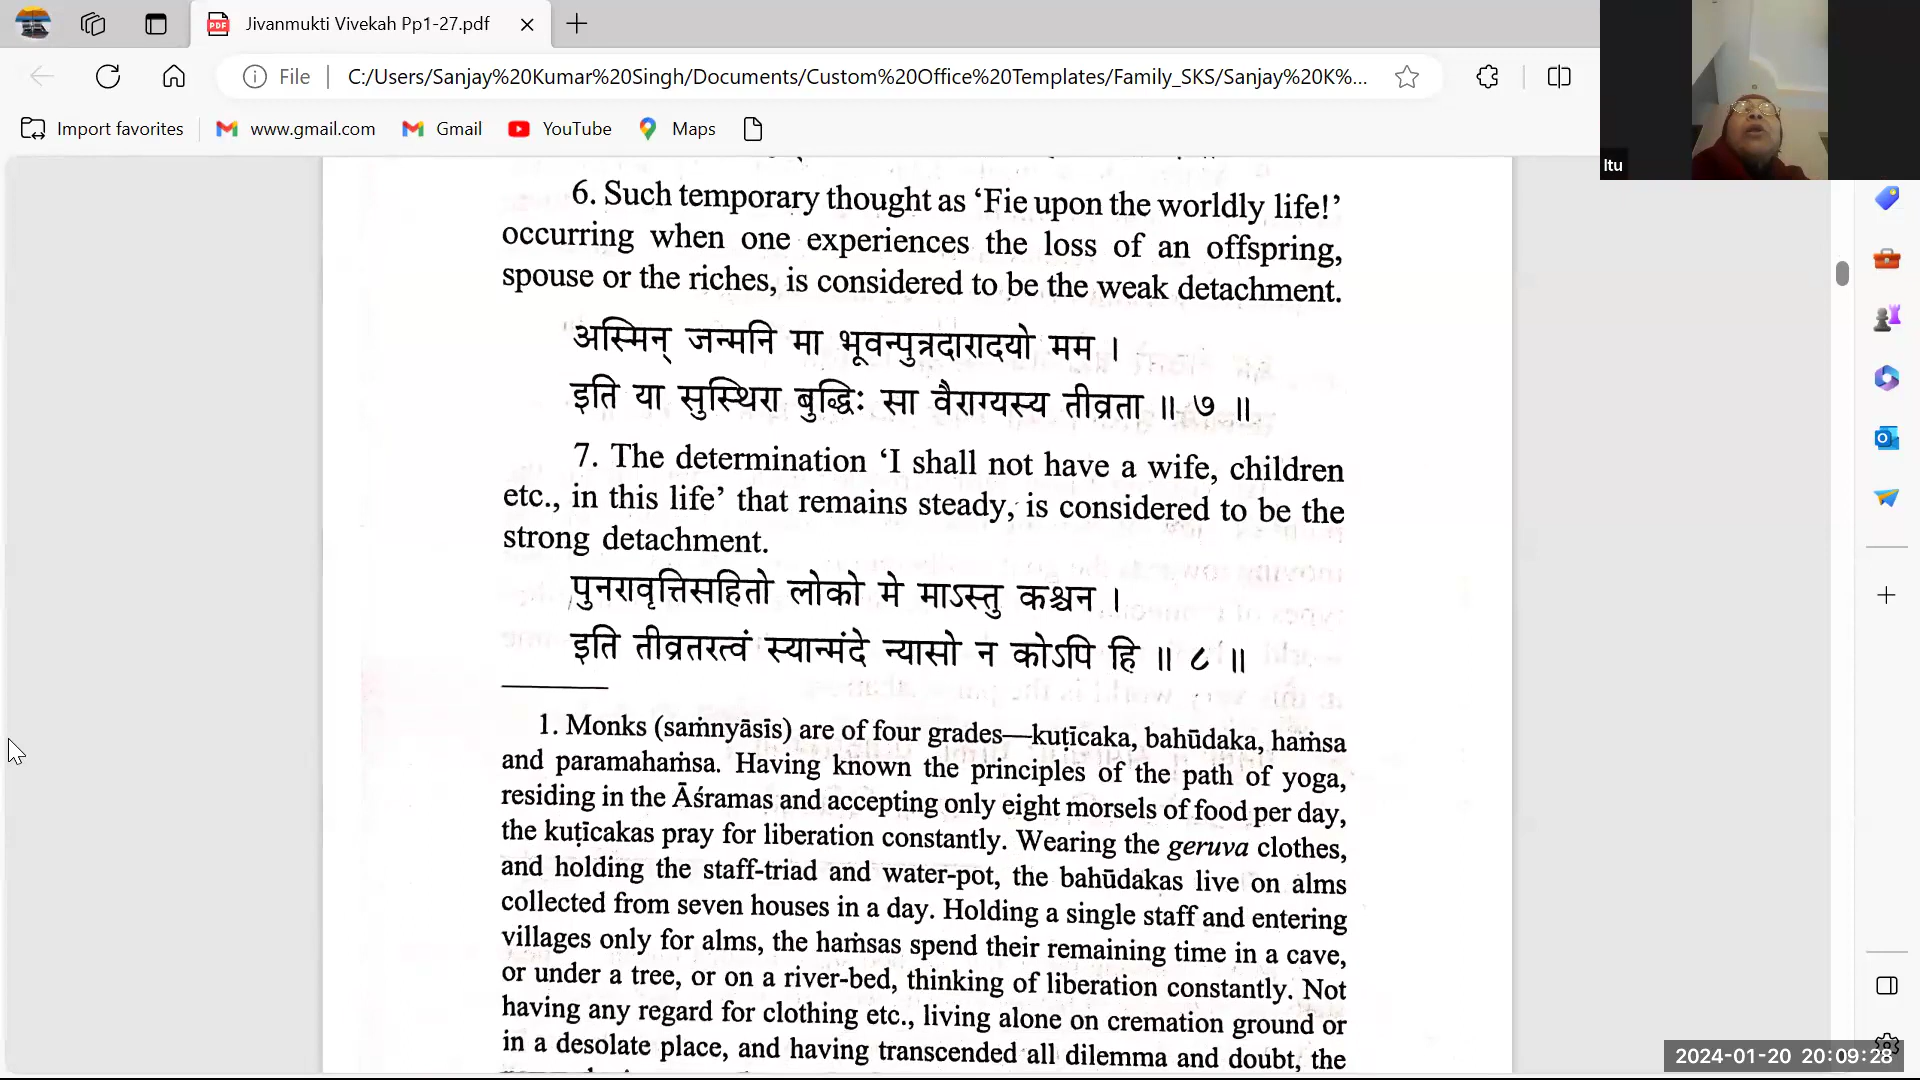 Jivanmukti Vivekah Pp1-27.pdf
File
C:/Users/Sanjay%20Kumar%20Singh/Documents/Custom%20Office%20Templates/Family_SKS/Sanjay%20K%...
Import favorites
www.gmail.com
Gmail
YouTube
Maps
Itu
6. Such temporary thought as ‘Fie upon the worldly life!’
occurring when one experiences the loss of an offspring,
spouse or the riches, is considered to be the weak detachment.
अस्मिन् जन्मनि मा भूवन्पुत्रदारादयो मम ।
इति या सुस्थिरा बुद्धिः सा वैराग्यस्य तीव्रता ॥ ७ ॥
7. The determination ‘I shall not have a wife, children
etc., in this life’ that remains steady, is considered to be the
strong detachment.
पुनरावृत्तिसहितो लोको मे माऽस्तु कश्चन ।
इति तीव्रतरत्वं स्यान्मंदे न्यासो न कोऽपि हि ॥ ८ ॥
1. Monks (saṁnyāsīs) are of four grades—kuṭīcaka, bahūdaka, haṁsa
and paramahaṁsa. Having known the principles of the path of yoga,
residing in the Āśramas and accepting only eight morsels of food per day,
the kuṭīcakas pray for liberation constantly. Wearing the geruva clothes,
and holding the staff-triad and water-pot, the bahūdakas live on alms
collected from seven houses in a day. Holding a single staff and entering
villages only for alms, the haṁsas spend their remaining time in a cave,
or under a tree, or on a river-bed, thinking of liberation constantly. Not
having any regard for clothing etc., living alone on cremation ground or
in a desolate place, and having transcended all dilemma and doubt, the
2024-01-20 20:09:28